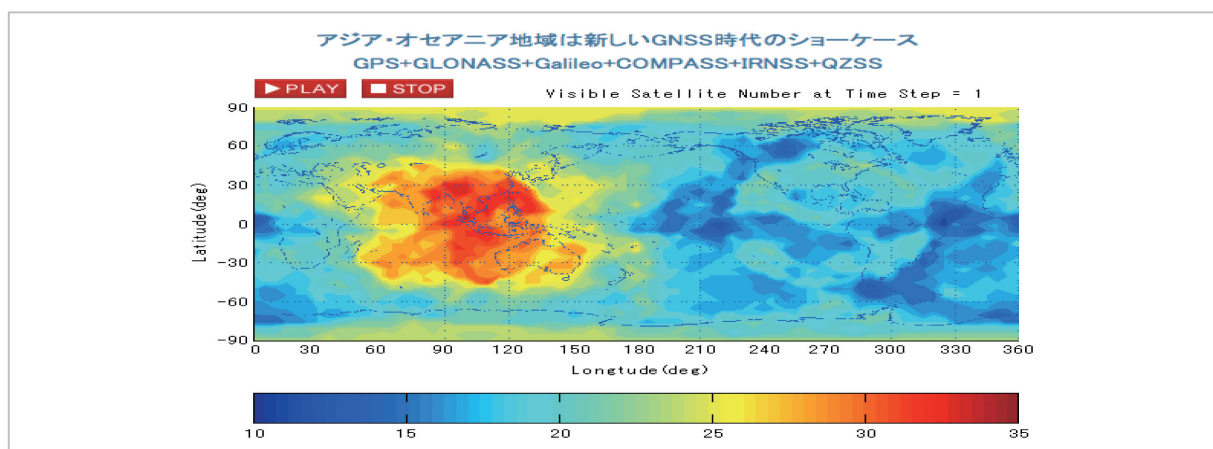 アジア・オセアニア地域は新しいGNSS時代のショーケース
GPS+GLONASS+Galileo+COMPASS+IRNSS+QZSS
PLAY STOP Visible Satellite Number at Time Step = 1
90
60
30
0
-30
-60
-90
Latitude(deg)
0 30 60 90 120 150 180 210 240 270 300 330 360
Longtude(deg)
10 15 20 25 30 35